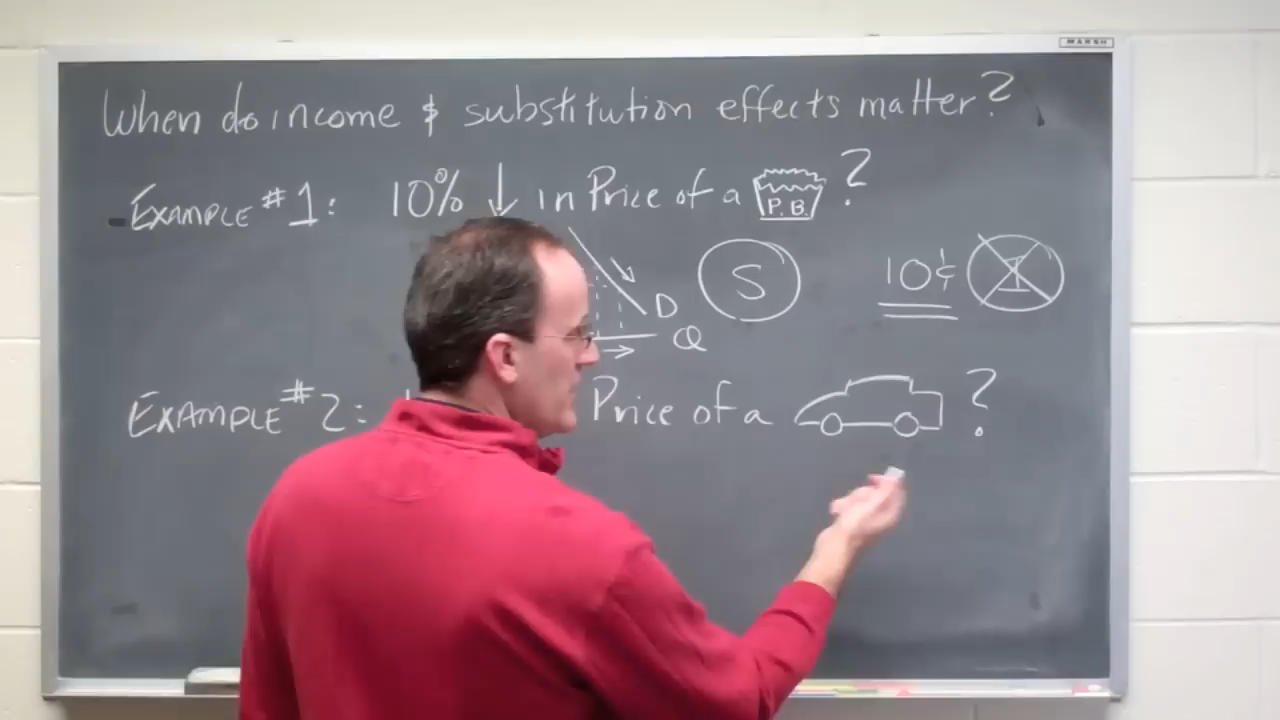 MARSH
When do income & substitution effects matter?
EXAMPLE #1: 10% ↓ in Price of a P.B. ?
D
Q
S
10¢ I
EXAMPLE #2: Price of a ?